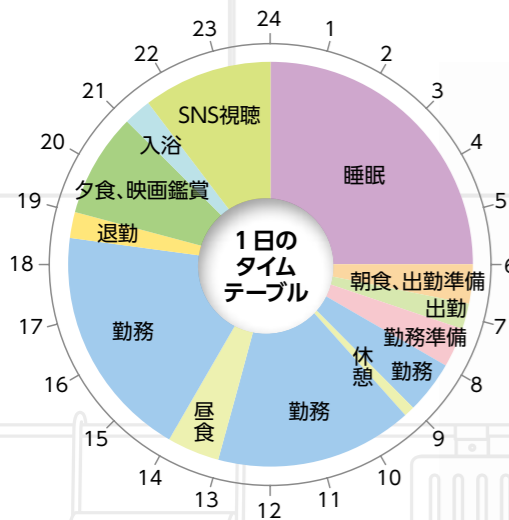 24
1
2
3
4
5
6
7
8
9
10
11
12
13
14
15
16
17
18
19
20
21
22
23
睡眠
朝食、出勤準備
出勤
勤務準備
勤務
休憩
勤務
昼食
勤務
退勤
夕食、映画鑑賞
入浴
SNS視聴
1日の
タイム
テーブル